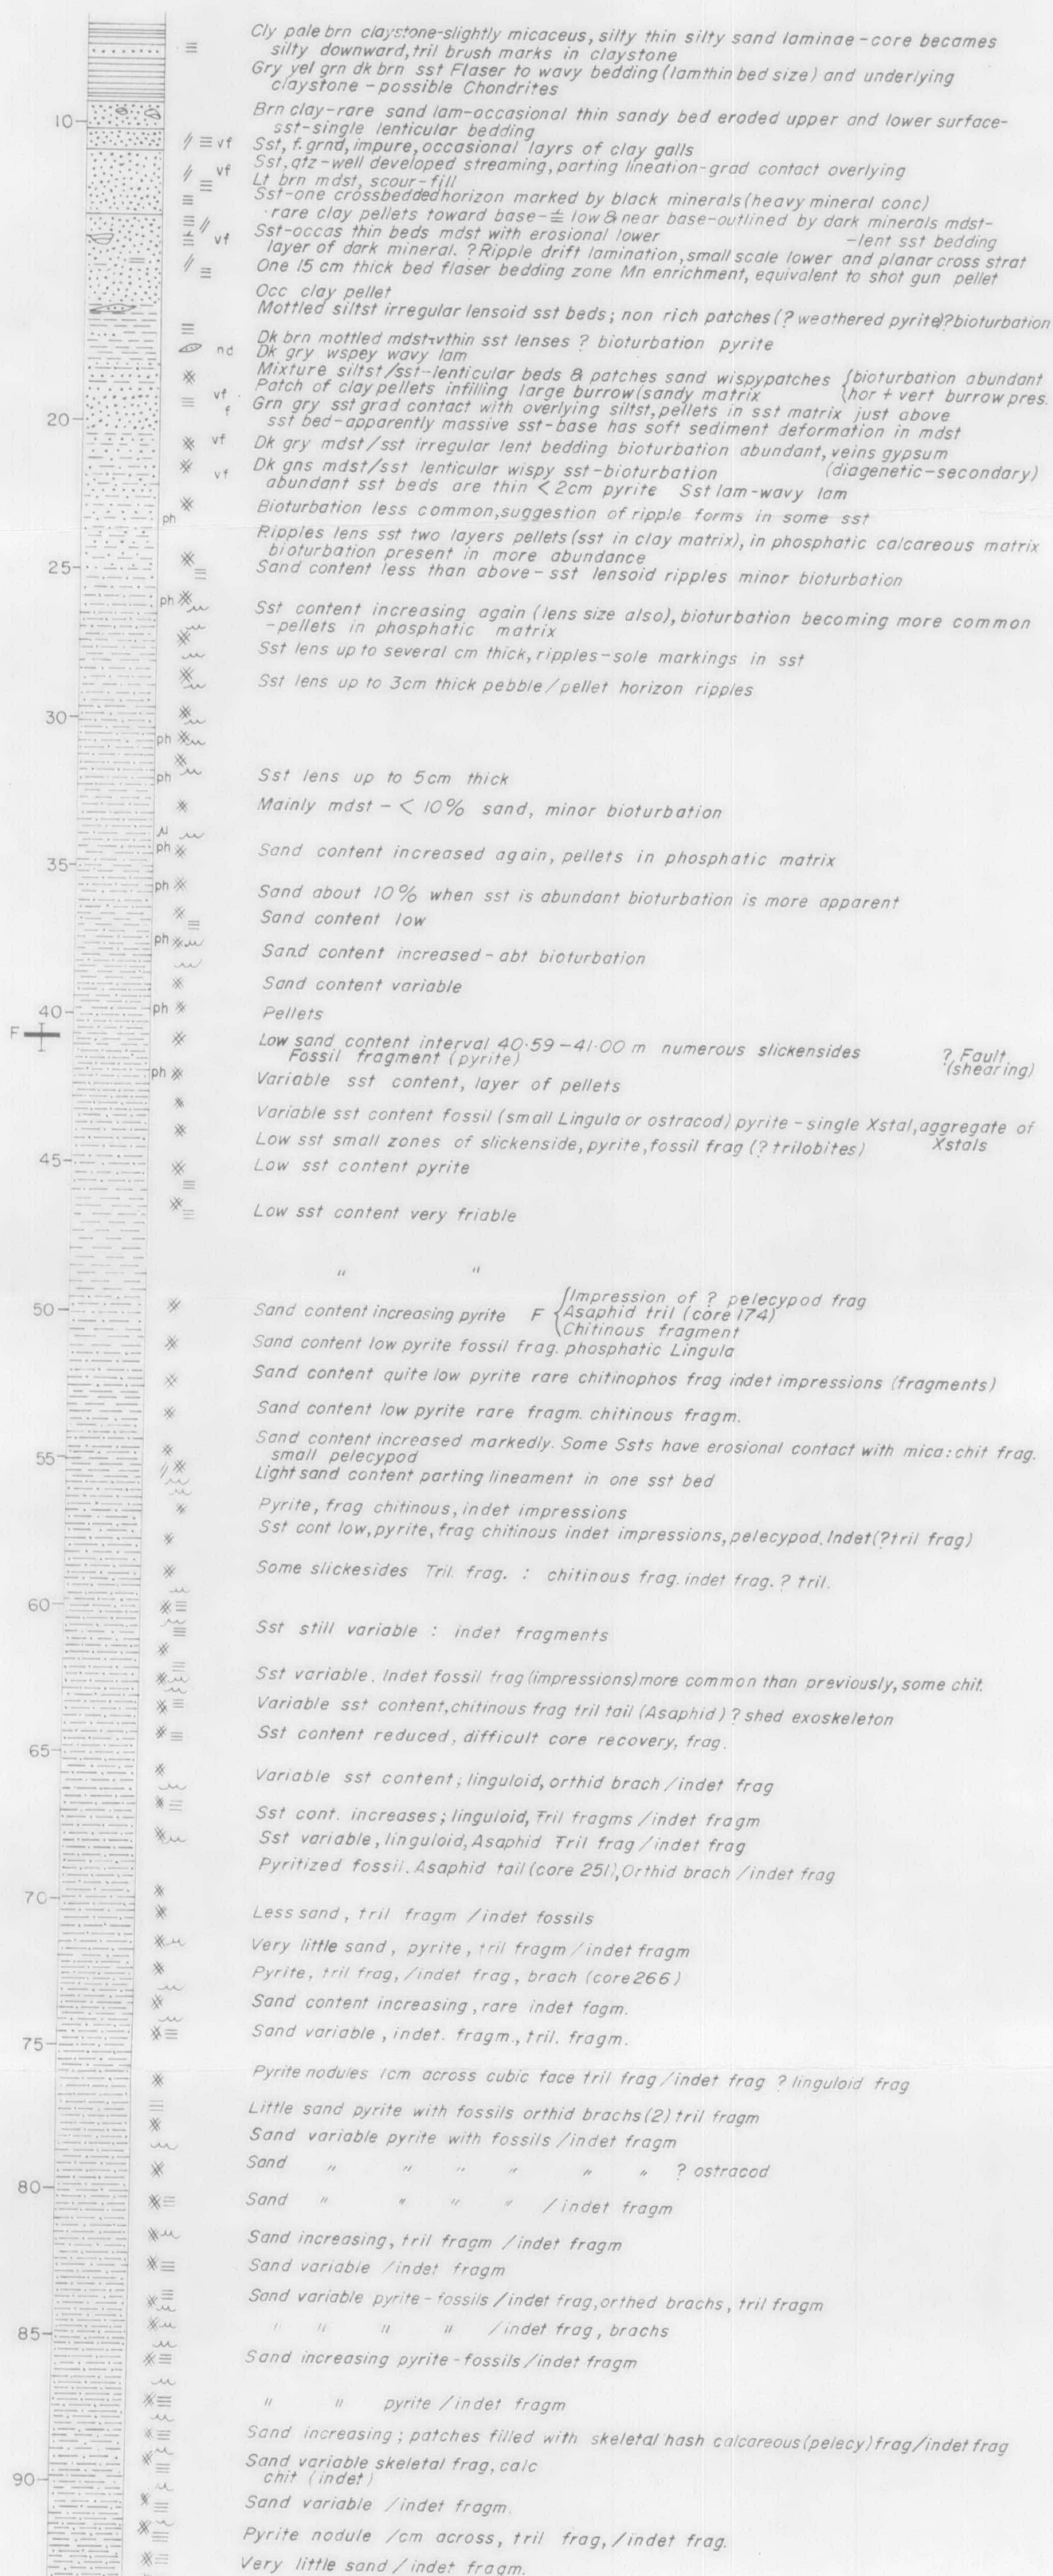 Cly pale brn claystone-slightly micaceus, silty thin silty sand laminae-core becames
silty downward, tril brush marks in claystone
Gry yel grn dk brn sst Flaser to wavy bedding (lamthin bed size) and underlying
claystone - possible Chondrites
10
Brn clay-rare sand lam-occasional thin sandy bed eroded upper and lower surface-
sst-single lenticular bedding
vf Sst, f. grnd, impure, occasional layrs of clay galls
vf Sst, qtz-well developed streaming, parting lineation-grad contact overlying
Lt brn mdst, scour-fill
Sst-one crossbedded horizon marked by black minerals (heavy mineral conc)
rare clay pellets toward base- low & near base-outlined by dark minerals mdst-
vf Sst-occas thin beds mdst with erosional lower -lent sst bedding
layer of dark mineral. ? Ripple drift lamination, small scale lower and planar cross strat
One 15 cm thick bed flaser bedding zone Mn enrichment, equivalent to shot gun pellet
Occ clay pellet
Mottled siltst irregular lensoid sst beds; non rich patches (? weathered pyrite)? bioturbation
Dk brn mottled mdst-vthin sst lenses ? bioturbation pyrite
nd Dk gry wspey wavy lam
Mixture siltst/sst-lenticular beds & patches sand wispypatches {bioturbation abundant
vf Patch of clay pellets infilling large burrow (sandy matrix {hor + vert burrow pres.
f Grn gry sst grad contact with overlying siltst, pellets in sst matrix just above
20 sst bed-apparently massive sst-base has soft sediment deformation in mdst
vf Dk gry mdst/sst irregular lent bedding bioturbation abundant, veins gypsum
vf Dk gns mdst/sst lenticular wispy sst-bioturbation (diagenetic-secondary)
abundant sst beds are thin < 2cm pyrite Sst lam-wavy lam
ph Bioturbation less common, suggestion of ripple forms in some sst
Ripples lens sst two layers pellets (sst in clay matrix), in phosphatic calcareous matrix
bioturbation present in more abundance
25 Sand content less than above - sst lensoid ripples minor bioturbation
ph Sst content increasing again (lens size also), bioturbation becoming more common
-pellets in phosphatic matrix
Sst lens up to several cm thick, ripples-sole markings in sst
Sst lens up to 3cm thick pebble/pellet horizon ripples
30
ph
ph Sst lens up to 5cm thick
Mainly mdst - < 10% sand, minor bioturbation
ph Sand content increased again, pellets in phosphatic matrix
35
ph Sand about 10% when sst is abundant bioturbation is more apparent
Sand content low
ph Sand content increased-abt bioturbation
Sand content variable
40 ph Pellets
F Low sand content interval 40·59-41·00 m numerous slickensides ? Fault
Fossil fragment (pyrite) (shearing)
ph Variable sst content, layer of pellets
Variable sst content fossil (small Lingula or ostracod) pyrite - single Xstal, aggregate of
Low sst small zones of slickenside, pyrite, fossil frag (? trilobites) Xstals
45 Low sst content pyrite
Low sst content very friable
" "
{Impression of ? pelecypod frag
50 Sand content increasing pyrite F {Asaphid tril (core 174)
{Chitinous fragment
Sand content low pyrite fossil frag. phosphatic Lingula
Sand content quite low pyrite rare chitinophos frag indet impressions (fragments)
Sand content low pyrite rare fragm. chitinous fragm.
Sand content increased markedly. Some Ssts have erosional contact with mica: chit frag.
55 small pelecypod
Light sand content parting lineament in one sst bed
Pyrite, frag chitinous, indet impressions
Sst cont low, pyrite, frag chitinous indet impressions, pelecypod. Indet (? tril frag)
Some slickesides Tril. frag. : chitinous frag. indet frag. ? tril.
60
Sst still variable : indet fragments
Sst variable. Indet fossil frag (impressions) more common than previously, some chit.
Variable sst content, chitinous frag tril tail (Asaphid) ? shed exoskeleton
Sst content reduced, difficult core recovery, frag.
65
Variable sst content; linguloid, orthid brach /indet frag
Sst cont. increases; linguloid, Tril fragms /indet fragm
Sst variable, linguloid, Asaphid Tril frag /indet frag
Pyritized fossil. Asaphid tail (core 251), Orthid brach /indet frag
70
Less sand, tril fragm /indet fossils
Very little sand, pyrite, tril fragm /indet fragm
Pyrite, tril frag, /indet frag, brach (core 266)
Sand content increasing, rare indet fagm.
75 Sand variable, indet. fragm., tril. fragm.
Pyrite nodules 1cm across cubic face tril frag /indet frag ? linguloid frag
Little sand pyrite with fossils orthid brachs (2) tril fragm
Sand variable pyrite with fossils /indet fragm
Sand " " " " " " ? ostracod
80
Sand " " " " /indet fragm
Sand increasing, tril fragm /indet fragm
Sand variable /indet fragm
Sand variable pyrite-fossils /indet frag, orthed brachs, tril fragm
85 " " " " /indet frag, brachs
Sand increasing pyrite-fossils /indet fragm
" " pyrite /indet fragm
Sand increasing; patches filled with skeletal hash calcareous (pelecy) frag/indet frag
Sand variable skeletal frag, calc
90 chit (indet)
Sand variable /indet fragm.
Pyrite nodule /cm across, tril frag, /indet frag.
Very little sand /indet fragm.